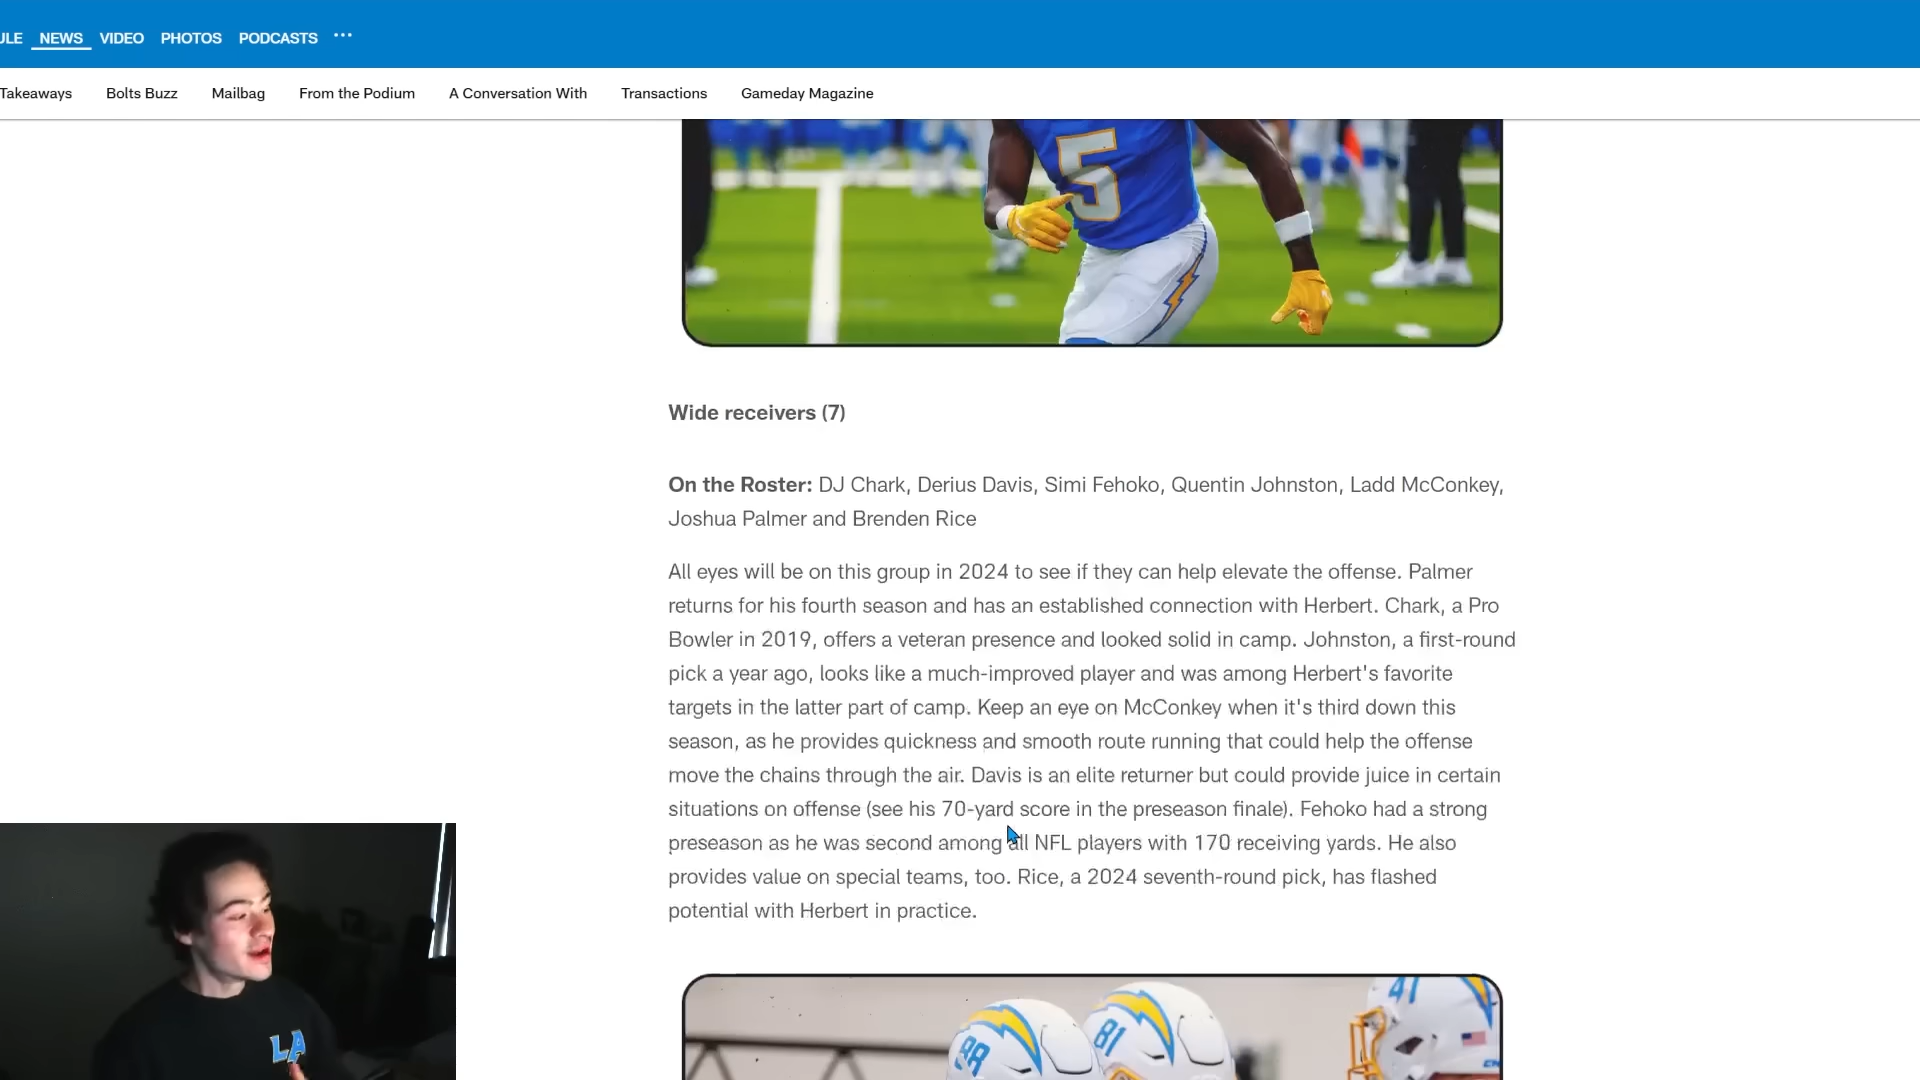 NEWS VIDEO PHOTOS PODCASTS ...
Takeaways Bolts Buzz Mailbag From the Podium A Conversation With Transactions Gameday Magazine
5
Wide receivers (7)
On the Roster: DJ Chark, Derius Davis, Simi Fehoko, Quentin Johnston, Ladd McConkey,
Joshua Palmer and Brenden Rice
All eyes will be on this group in 2024 to see if they can help elevate the offense. Palmer
returns for his fourth season and has an established connection with Herbert. Chark, a Pro
Bowler in 2019, offers a veteran presence and looked solid in camp. Johnston, a first-round
pick a year ago, looks like a much-improved player and was among Herbert's favorite
targets in the latter part of camp. Keep an eye on McConkey when it's third down this
season, as he provides quickness and smooth route running that could help the offense
move the chains through the air. Davis is an elite returner but could provide juice in certain
situations on offense (see his 70-yard score in the preseason finale). Fehoko had a strong
preseason as he was second among all NFL players with 170 receiving yards. He also
provides value on special teams, too. Rice, a 2024 seventh-round pick, has flashed
potential with Herbert in practice.
88
81
41
LA